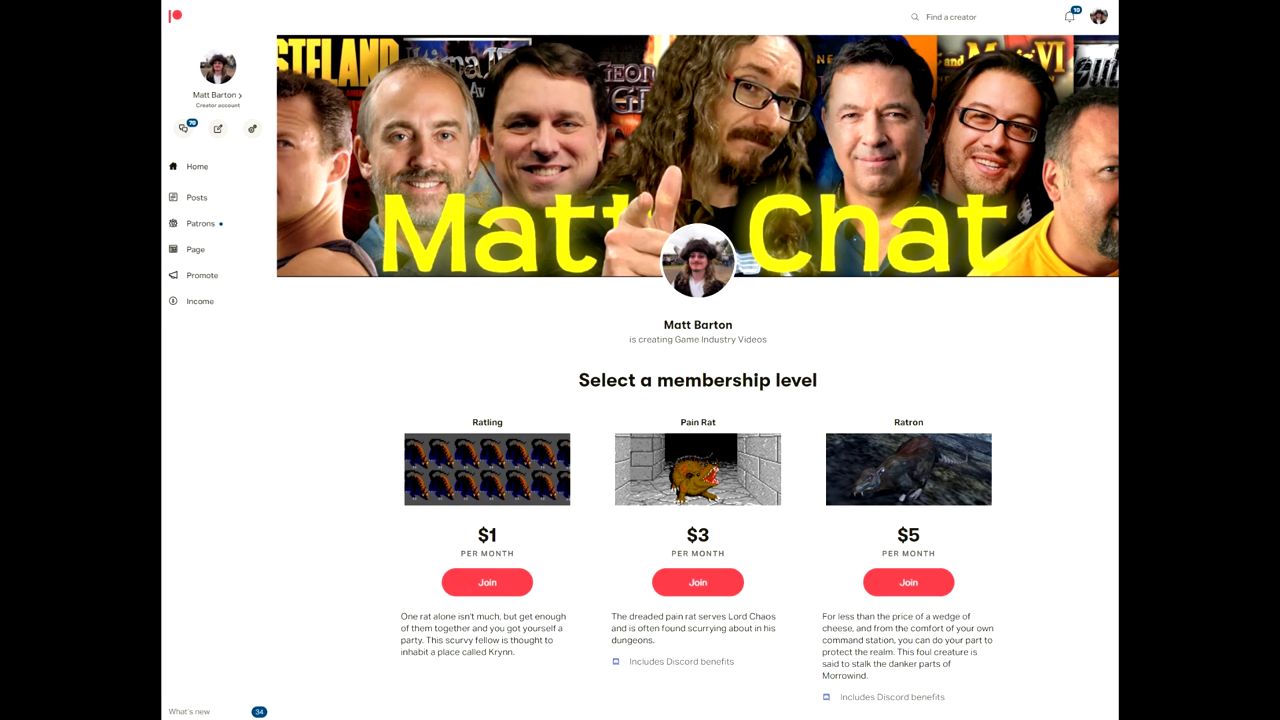 Find a creator
10
WASTELAND
and Magic VI
Matt Chat
Matt Barton
Creator account
70
Home
Posts
Patrons
Page
Promote
Income
Matt Barton
is creating Game Industry Videos
Select a membership level
Ratling
Pain Rat
Ratron
$1
$3
$5
PER MONTH
PER MONTH
PER MONTH
Join
Join
Join
One rat alone isn't much, but get enough
of them together and you got yourself a
party. This scurvy fellow is thought to
inhabit a place called Krynn.
The dreaded pain rat serves Lord Chaos
and is often found scurrying about in his
dungeons.
Includes Discord benefits
For less than the price of a wedge of
cheese, and from the comfort of your own
command station, you can do your part to
protect the realm. This foul creature is
said to stalk the danker parts of
Morrowind.
Includes Discord benefits
What's new
34